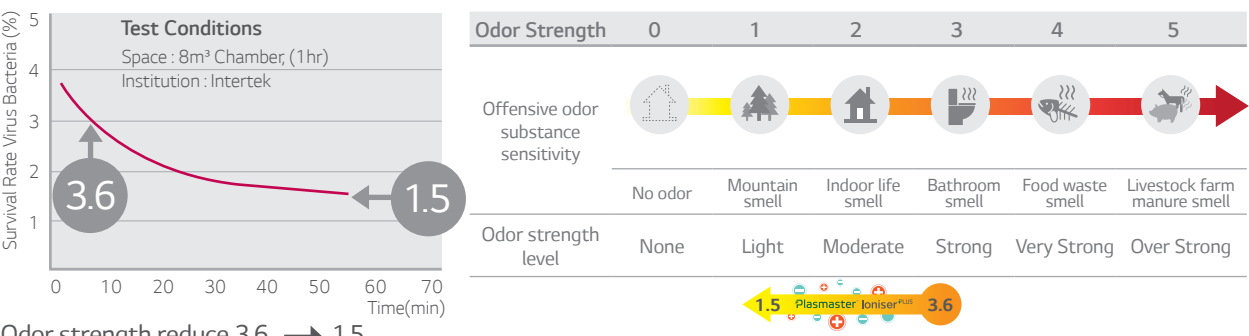 Survival Rate Virus Bacteria (%)
5
4
3
2
1
Test Conditions
Space : 8m³ Chamber, (1hr)
Institution : Intertek
3.6
1.5
0 10 20 30 40 50 60 70
Time(min)
Odor strength reduce 3.6 → 1.5
Odor Strength 0 1 2 3 4 5
Offensive odor
substance
sensitivity
No odor
Mountain
smell
Indoor life
smell
Bathroom
smell
Food waste
smell
Livestock farm
manure smell
Odor strength
level
None Light Moderate Strong Very Strong Over Strong
1.5 Plasmaster Ioniser PLUS 3.6